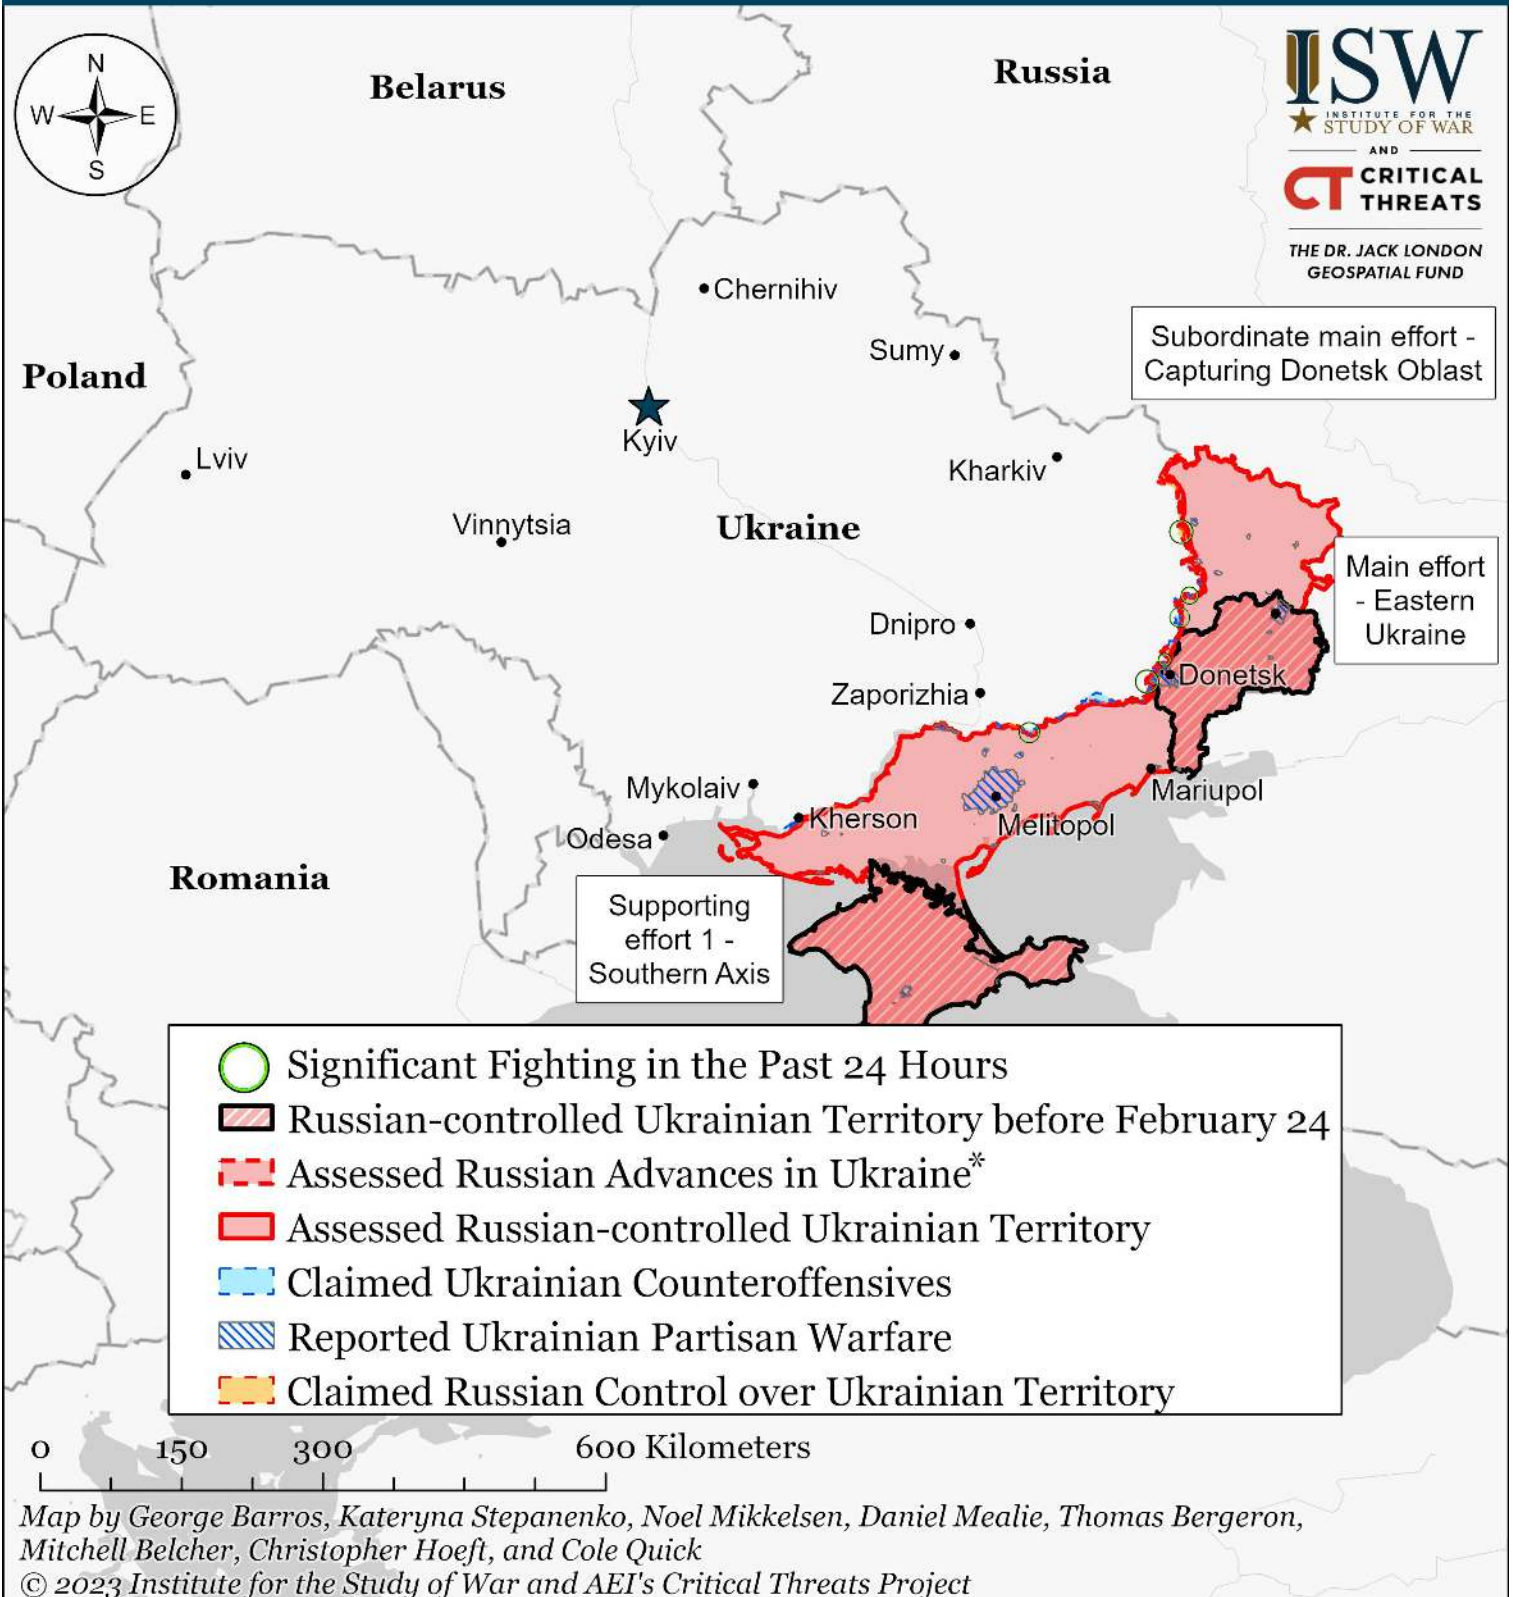 N
W E
S
Belarus
Russia
ISW
INSTITUTE FOR THE
STUDY OF WAR
AND
CT CRITICAL
THREATS
THE DR. JACK LONDON
GEOSPATIAL FUND
Chernihiv
Subordinate main effort -
Capturing Donetsk Oblast
Sumy
Poland
Kyiv
Lviv
Kharkiv
Vinnytsia
Ukraine
Main effort
- Eastern
Ukraine
Dnipro
Donetsk
Zaporizhia
Mykolaiv
Mariupol
Kherson
Melitopol
Odesa
Romania
Supporting
effort 1 -
Southern Axis
Significant Fighting in the Past 24 Hours
Russian-controlled Ukrainian Territory before February 24
Assessed Russian Advances in Ukraine*
Assessed Russian-controlled Ukrainian Territory
Claimed Ukrainian Counteroffensives
Reported Ukrainian Partisan Warfare
Claimed Russian Control over Ukrainian Territory
0 150 300 600 Kilometers
Map by George Barros, Kateryna Stepanenko, Noel Mikkelsen, Daniel Mealie, Thomas Bergeron,
Mitchell Belcher, Christopher Hoeft, and Cole Quick
© 2023 Institute for the Study of War and AEI's Critical Threats Project